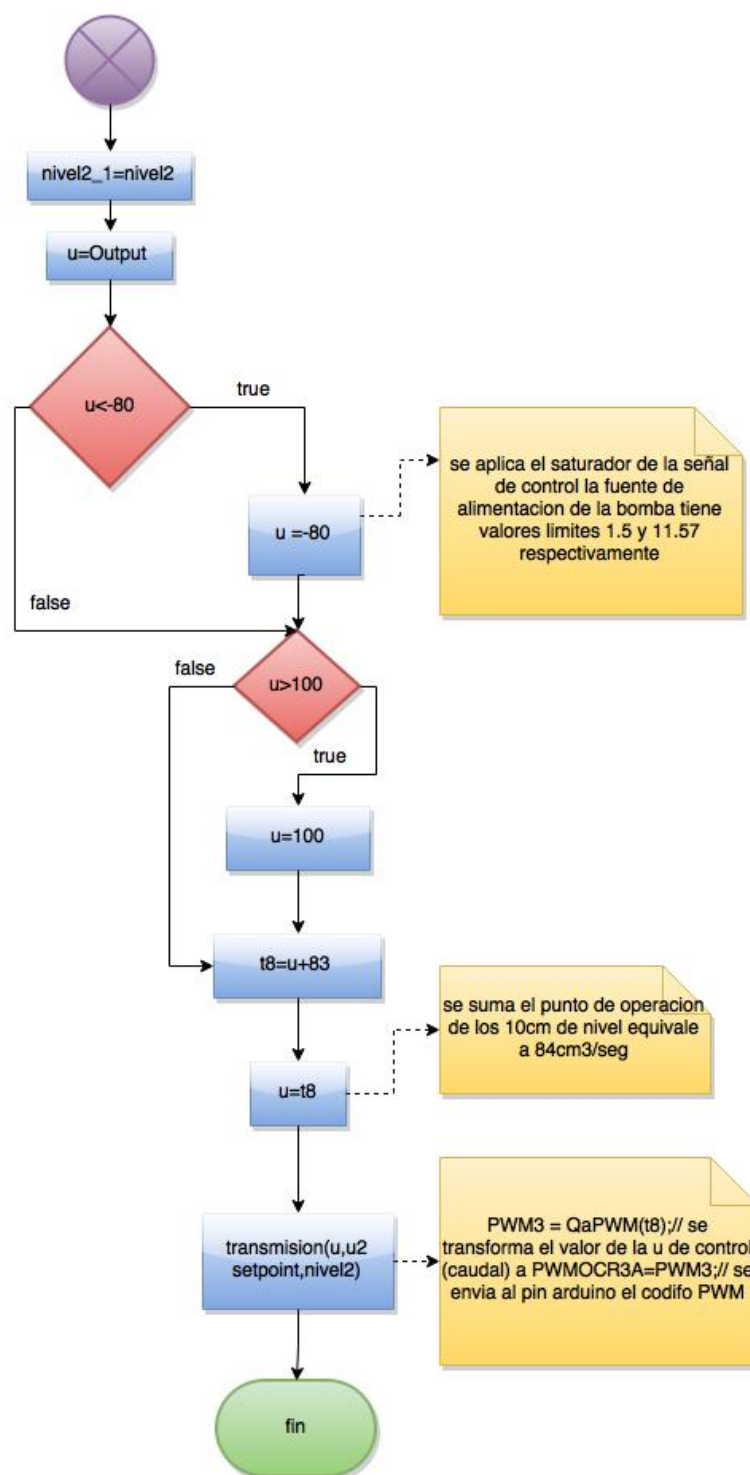 nivel2_1=nivel2
u=Output
u<-80
true
se aplica el saturador de la señal
de control la fuente de
alimentacion de la bomba tiene
valores limites 1.5 y 11.57
respectivamente
u =-80
false
false
u>100
true
u=100
t8=u+83
se suma el punto de operacion
de los 10cm de nivel equivale
a 84cm3/seg
u=t8
transmision(u,u2
setpoint,nivel2)
PWM3 = QaPWM(t8);// se
transforma el valor de la u de control
(caudal) a PWMOCR3A=PWM3;// se
envia al pin arduino el codifo PWM
fin